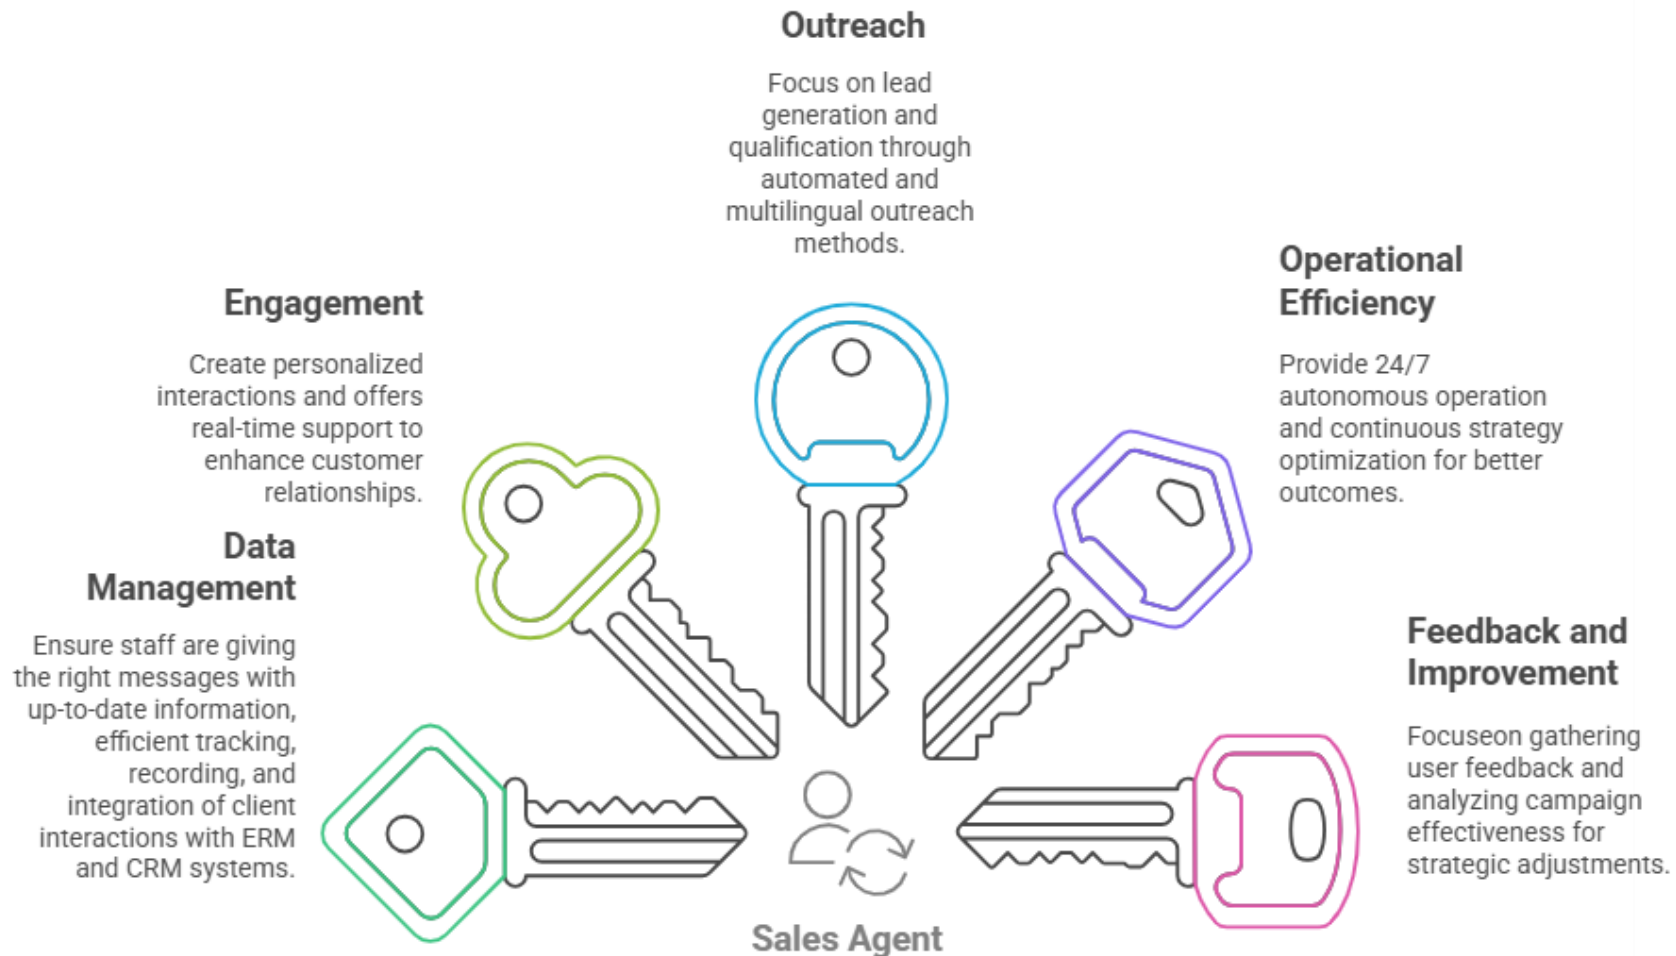 Outreach
Focus on lead
generation and
qualification through
automated and
multilingual outreach
methods.
Engagement
Create personalized
interactions and offers
real-time support to
enhance customer
relationships.
Operational
Efficiency
Provide 24/7
autonomous operation
and continuous strategy
optimization for better
outcomes.
Data
Management
Ensure staff are giving
the right messages with
up-to-date information,
efficient tracking,
recording, and
integration of client
interactions with ERM
and CRM systems.
Feedback and
Improvement
Focuseon gathering
user feedback and
analyzing campaign
effectiveness for
strategic adjustments.
Sales Agent